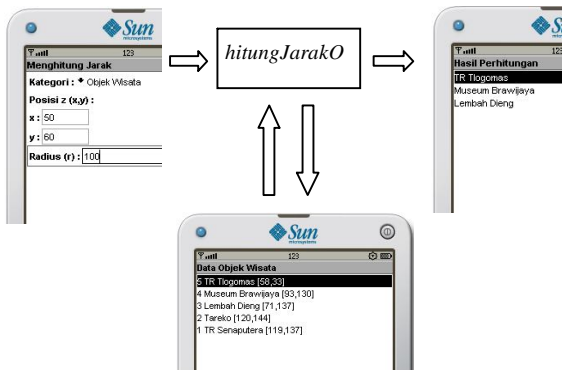 Sun
microsystems
123
Menghitung Jarak
Kategori : Objek Wisata
Posisi z (x,y) :
x : 50
y : 60
Radius (r) : 100
hitungJarakO
123
Hasil Perhitungan
TR Tlogomas
Museum Brawijaya
Lembah Dieng
Sun
microsystems
123
Data Objek Wisata
5 TR Tlogomas [58,33]
4 Museum Brawijaya [93,130]
3 Lembah Dieng [71,137]
2 Tareko [120,144]
1 TR Senaputera [119,137]